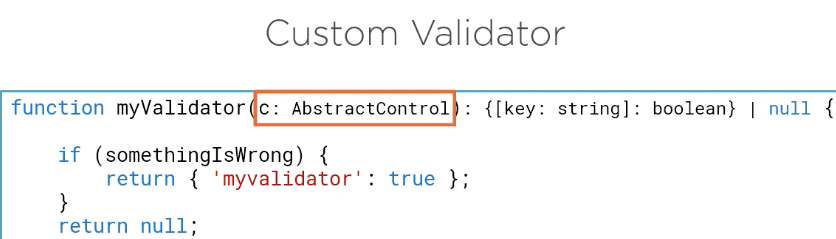 Custom Validator
function myValidator(c: AbstractControl): {[key: string]: boolean} | null {
if (somethingIsWrong) {
return { 'myvalidator': true };
}
return null;